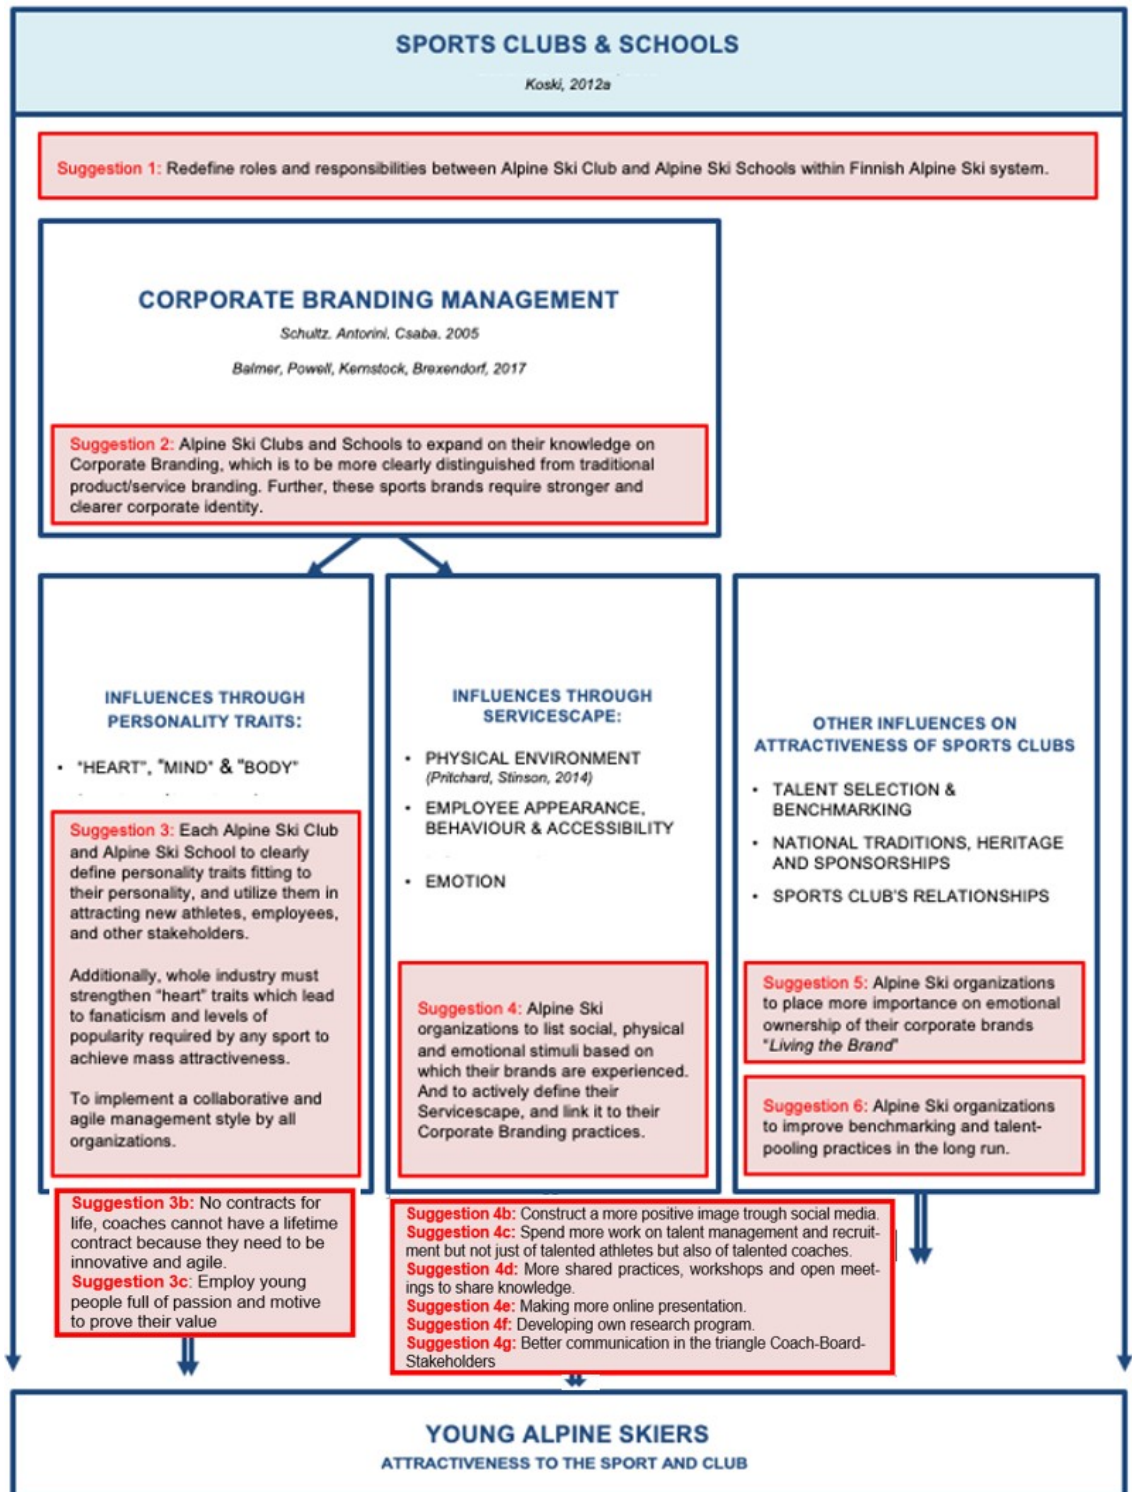 SPORTS CLUBS & SCHOOLS
Koski, 2012a
Suggestion 1: Redefine roles and responsibilities between Alpine Ski Club and Alpine Ski Schools within Finnish Alpine Ski system.
CORPORATE BRANDING MANAGEMENT
Schultz, Antorini, Csaba, 2005
Balmer, Powell, Kernstock, Brexendorf, 2017
Suggestion 2: Alpine Ski Clubs and Schools to expand on their knowledge on
Corporate Branding, which is to be more clearly distinguished from traditional
product/service branding. Further, these sports brands require stronger and
clearer corporate identity.
INFLUENCES THROUGH
PERSONALITY TRAITS:
• "HEART", "MIND" & "BODY"
Suggestion 3: Each Alpine Ski Club
and Alpine Ski School to clearly
define personality traits fitting to
their personality, and utilize them in
attracting new athletes, employees,
and other stakeholders.
Additionally, whole industry must
strengthen "heart" traits which lead
to fanaticism and levels of
popularity required by any sport to
achieve mass attractiveness.
To implement a collaborative and
agile management style by all
organizations.
Suggestion 3b: No contracts for
life, coaches cannot have a lifetime
contract because they need to be
innovative and agile.
Suggestion 3c: Employ young
people full of passion and motive
to prove their value
INFLUENCES THROUGH
SERVICESCAPE:
• PHYSICAL ENVIRONMENT
(Pritchard, Stinson, 2014)
• EMPLOYEE APPEARANCE,
BEHAVIOUR & ACCESSIBILITY
• EMOTION
Suggestion 4: Alpine Ski
organizations to list social, physical
and emotional stimuli based on
which their brands are experienced.
And to actively define their
Servicescape, and link it to their
Corporate Branding practices.
Suggestion 4b: Construct a more positive image trough social media.
Suggestion 4c: Spend more work on talent management and recruit-
ment but not just of talented athletes but also of talented coaches.
Suggestion 4d: More shared practices, workshops and open meet-
ings to share knowledge.
Suggestion 4e: Making more online presentation.
Suggestion 4f: Developing own research program.
Suggestion 4g: Better communication in the triangle Coach-Board-
Stakeholders
OTHER INFLUENCES ON
ATTRACTIVENESS OF SPORTS CLUBS
• TALENT SELECTION &
BENCHMARKING
• NATIONAL TRADITIONS, HERITAGE
AND SPONSORSHIPS
• SPORTS CLUB'S RELATIONSHIPS
Suggestion 5: Alpine Ski organizations
to place more importance on emotional
ownership of their corporate brands
"Living the Brand"
Suggestion 6: Alpine Ski organizations
to improve benchmarking and talent-
pooling practices in the long run.
YOUNG ALPINE SKIERS
ATTRACTIVENESS TO THE SPORT AND CLUB